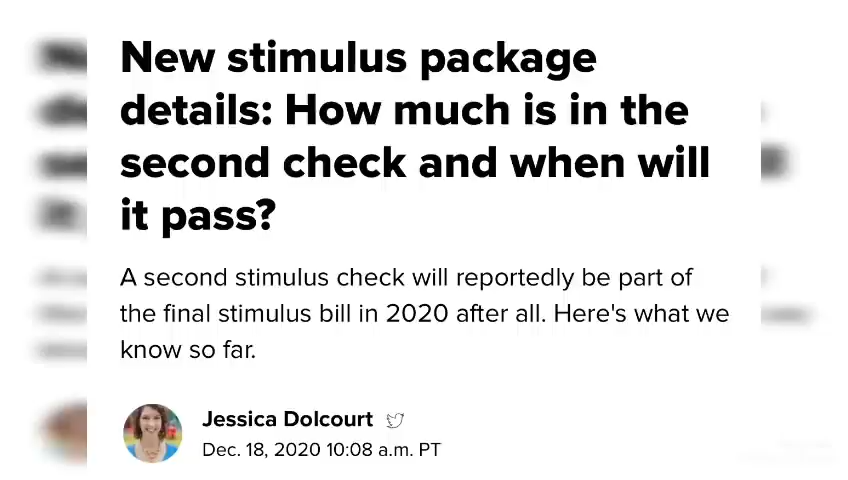 New stimulus package
details: How much is in the
second check and when will
it pass?
A second stimulus check will reportedly be part of
the final stimulus bill in 2020 after all. Here's what we
know so far.
Jessica Dolcourt
Dec. 18, 2020 10:08 a.m. PT